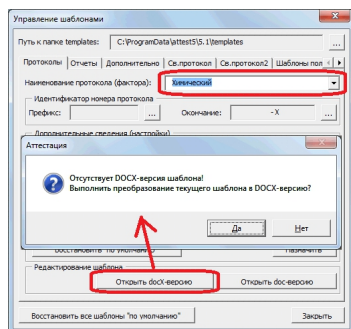 Управление шаблонами
Путь к папке templates: C:\ProgramData\attest5\5.1\templates ...
Протоколы Отчеты Дополнительно Св.протокол Св.протокол2 Шаблоны пол
Наименование протокола (фактора): Химический
Идентификатор номера протокола
Префикс: ... Окончание: - X ...
Дополнительные сведения (настройки)
Аттестация
Отсутствует DOCX-версия шаблона!
Выполнить преобразование текущего шаблона в DOCX-версию?
Да Нет
Восстановить "по умолчанию" Назначить
Редактирование шаблона
Открыть docX-версию Открыть doc-версию
Восстановить все шаблоны "по умолчанию" Закрыть